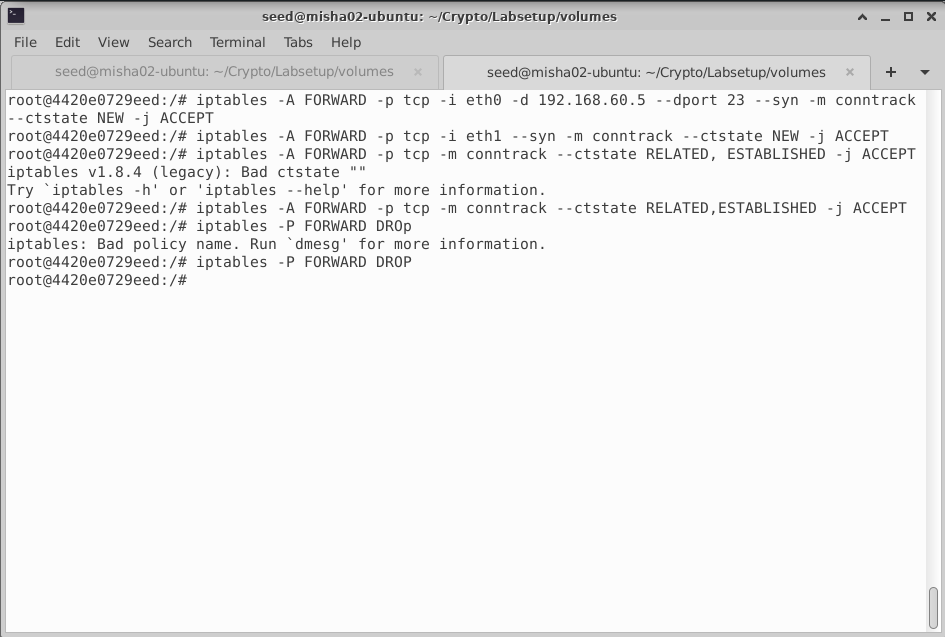 seed@misha02-ubuntu: ~/Crypto/Labsetup/volumes
File Edit View Search Terminal Tabs Help
seed@misha02-ubuntu: ~/Crypto/Labsetup/volumes × seed@misha02-ubuntu: ~/Crypto/Labsetup/volumes × +
root@4420e0729eed:/# iptables -A FORWARD -p tcp -i eth0 -d 192.168.60.5 --dport 23 --syn -m conntrack
--ctstate NEW -j ACCEPT
root@4420e0729eed:/# iptables -A FORWARD -p tcp -i eth1 --syn -m conntrack --ctstate NEW -j ACCEPT
root@4420e0729eed:/# iptables -A FORWARD -p tcp -m conntrack --ctstate RELATED, ESTABLISHED -j ACCEPT
iptables v1.8.4 (legacy): Bad ctstate ""
Try `iptables -h' or 'iptables --help' for more information.
root@4420e0729eed:/# iptables -A FORWARD -p tcp -m conntrack --ctstate RELATED,ESTABLISHED -j ACCEPT
root@4420e0729eed:/# iptables -P FORWARD DROp
iptables: Bad policy name. Run `dmesg' for more information.
root@4420e0729eed:/# iptables -P FORWARD DROP
root@4420e0729eed:/#